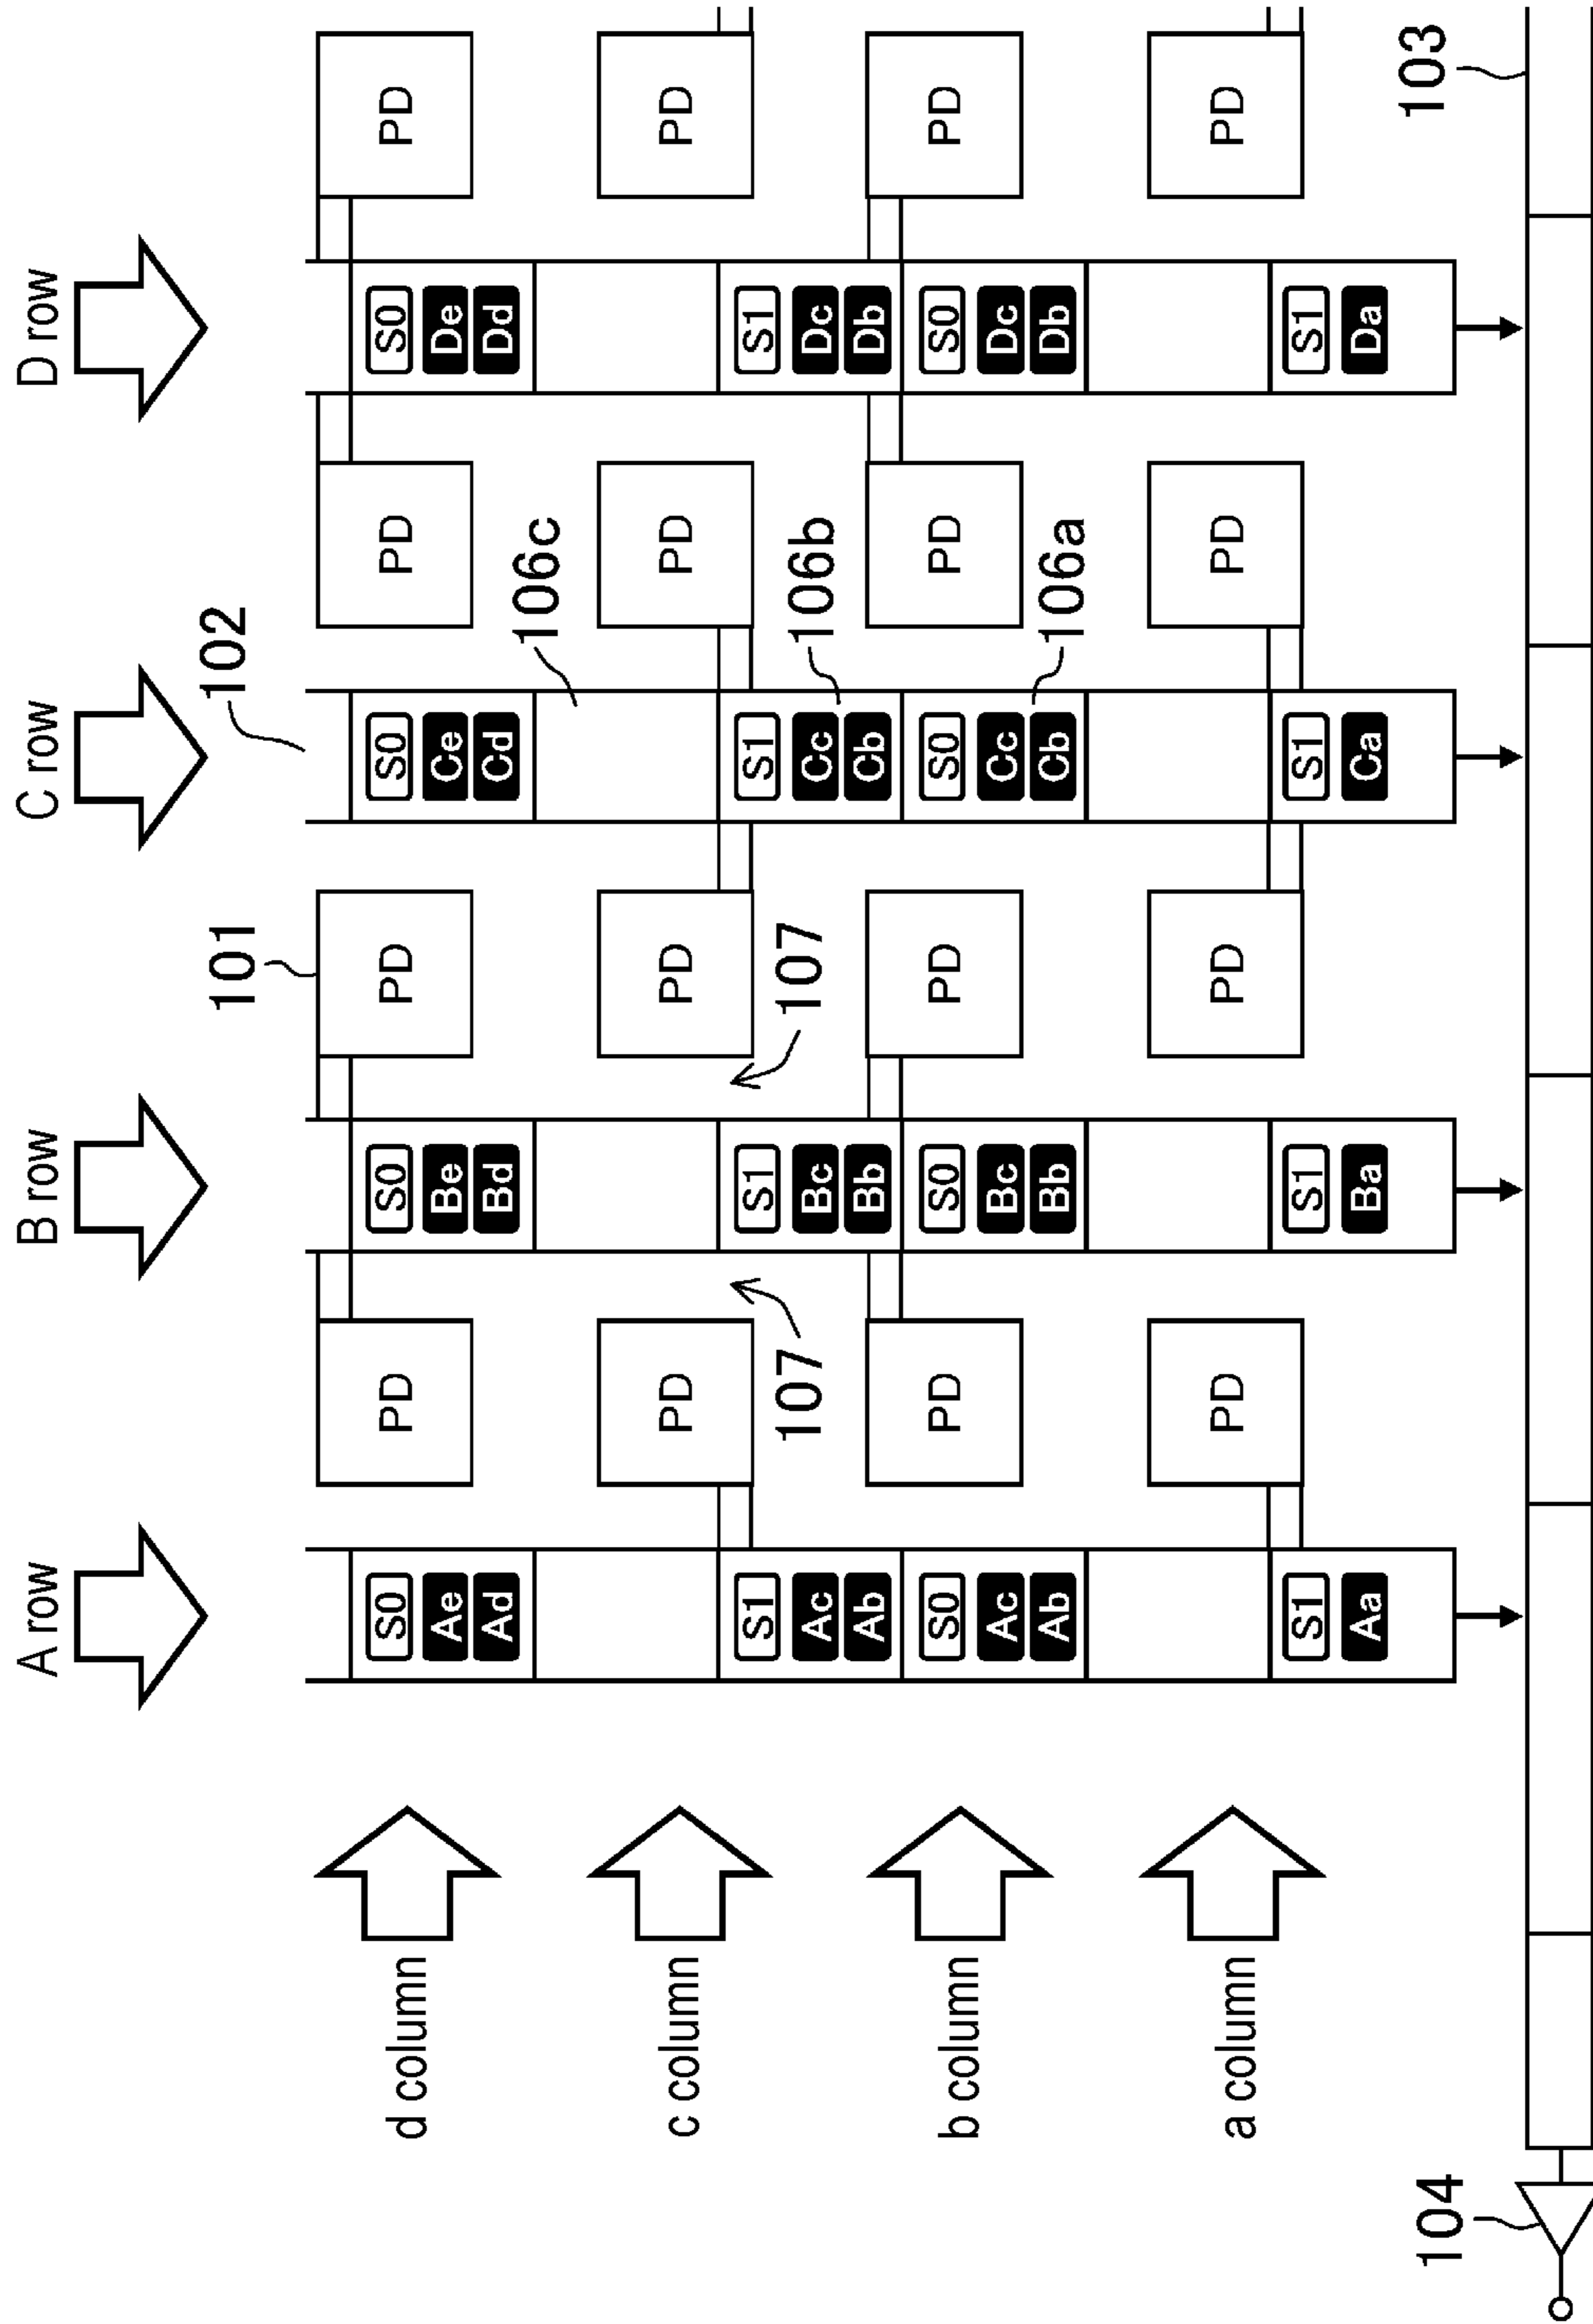 A row
B row
C row
D row
102
101
PD PD PD PD
d column
S0 Ae Ad
S0 Be Bd
S0 Ce Cd
S0 De Dd
106c
PD PD PD PD
c column
107
107
106b
S1 Ac Ab
S1 Bc Bb
S1 Cc Cb
S1 Dc Db
PD PD PD PD
b column
S0 Ac Ab
S0 Bc Bb
S0 Cc Cb
S0 Dc Db
106a
PD PD PD PD
a column
S1 Aa
S1 Ba
S1 Ca
S1 Da
104
103